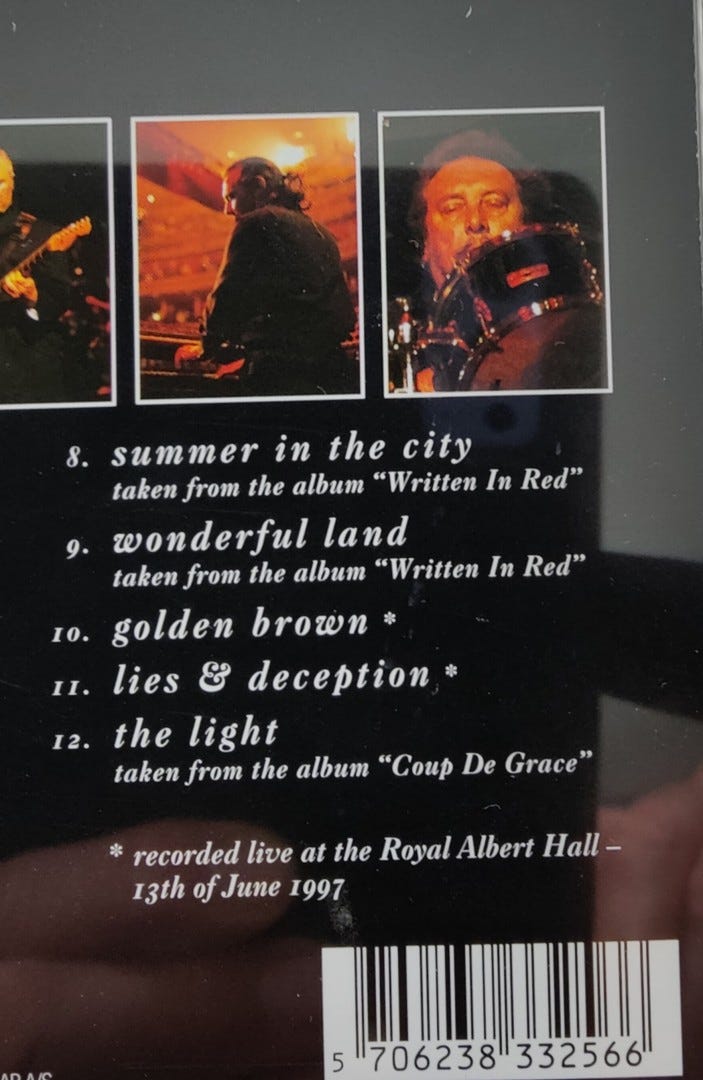 8. summer in the city
taken from the album “Written In Red”
9. wonderful land
taken from the album “Written In Red”
10. golden brown *
11. lies & deception *
12. the light
taken from the album “Coup De Grace”
* recorded live at the Royal Albert Hall –
13th of June 1997
5 706238 332566
A/S